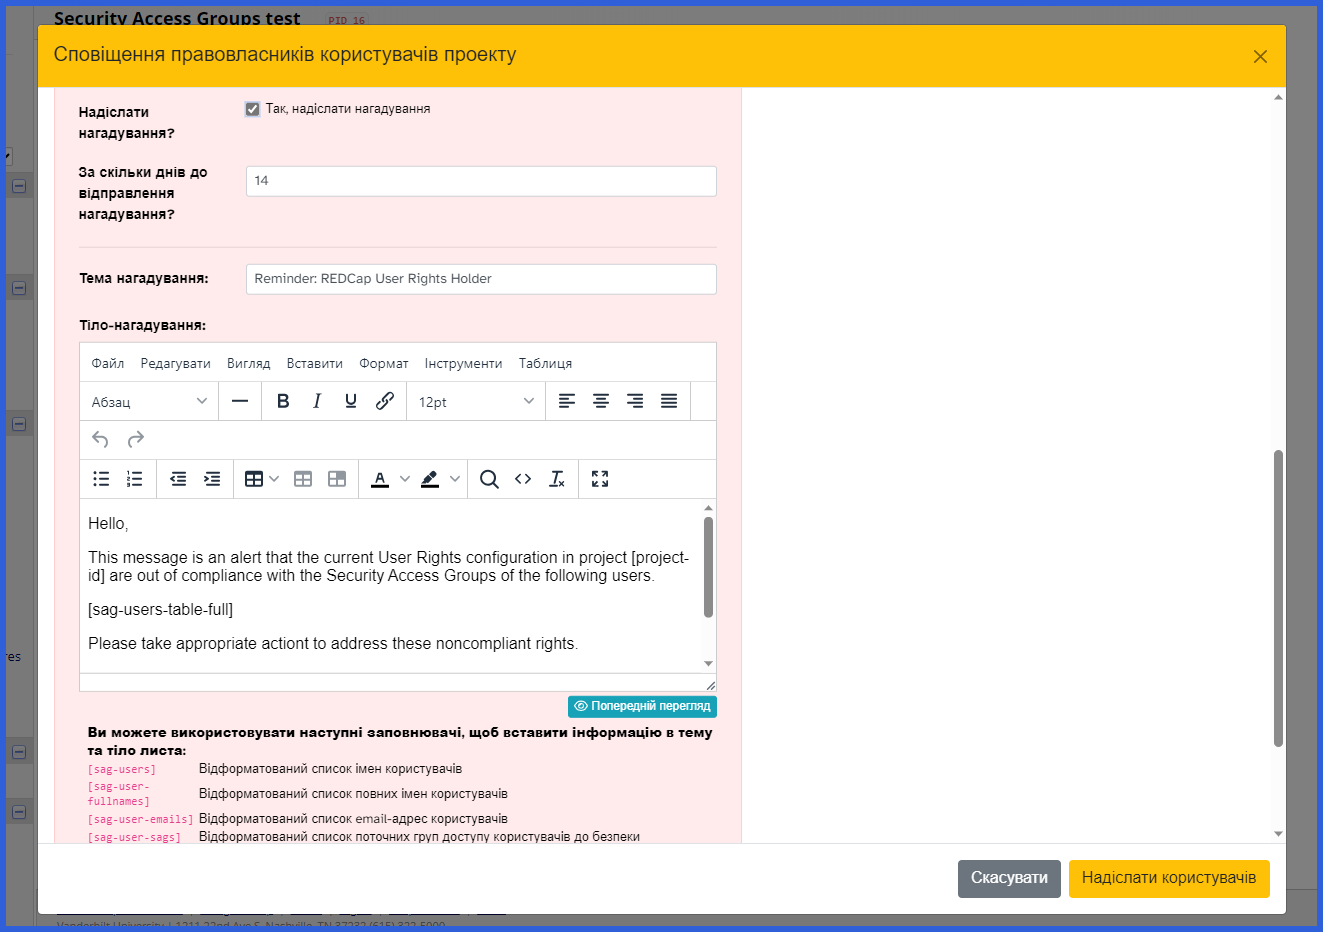 Security Access Groups test PID 16
Сповіщення правовласників користувачів проекту
Надіслати
нагадування?
Так, надіслати нагадування
За скільки днів до
відправлення
нагадування?
14
Тема нагадування:
Reminder: REDCap User Rights Holder
Тіло-нагадування:
Файл Редагувати Вигляд Вставити Формат Інструменти Таблиця
Абзац
12pt
Hello,
This message is an alert that the current User Rights configuration in project [project-
id] are out of compliance with the Security Access Groups of the following users.
[sag-users-table-full]
Please take appropriate actiont to address these noncompliant rights.
Попередній перегляд
Ви можете використовувати наступні заповнювачі, щоб вставити інформацію в тему
та тіло листа:
[sag-users] Відформатований список імен користувачів
[sag-user-
fullnames]
Відформатований список повних імен користувачів
[sag-user-emails] Відформатований список email-адрес користувачів
[sag-user-sags] Відформатований список поточних груп доступу користувачів до безпеки
Скасувати
Надіслати користувачів
res